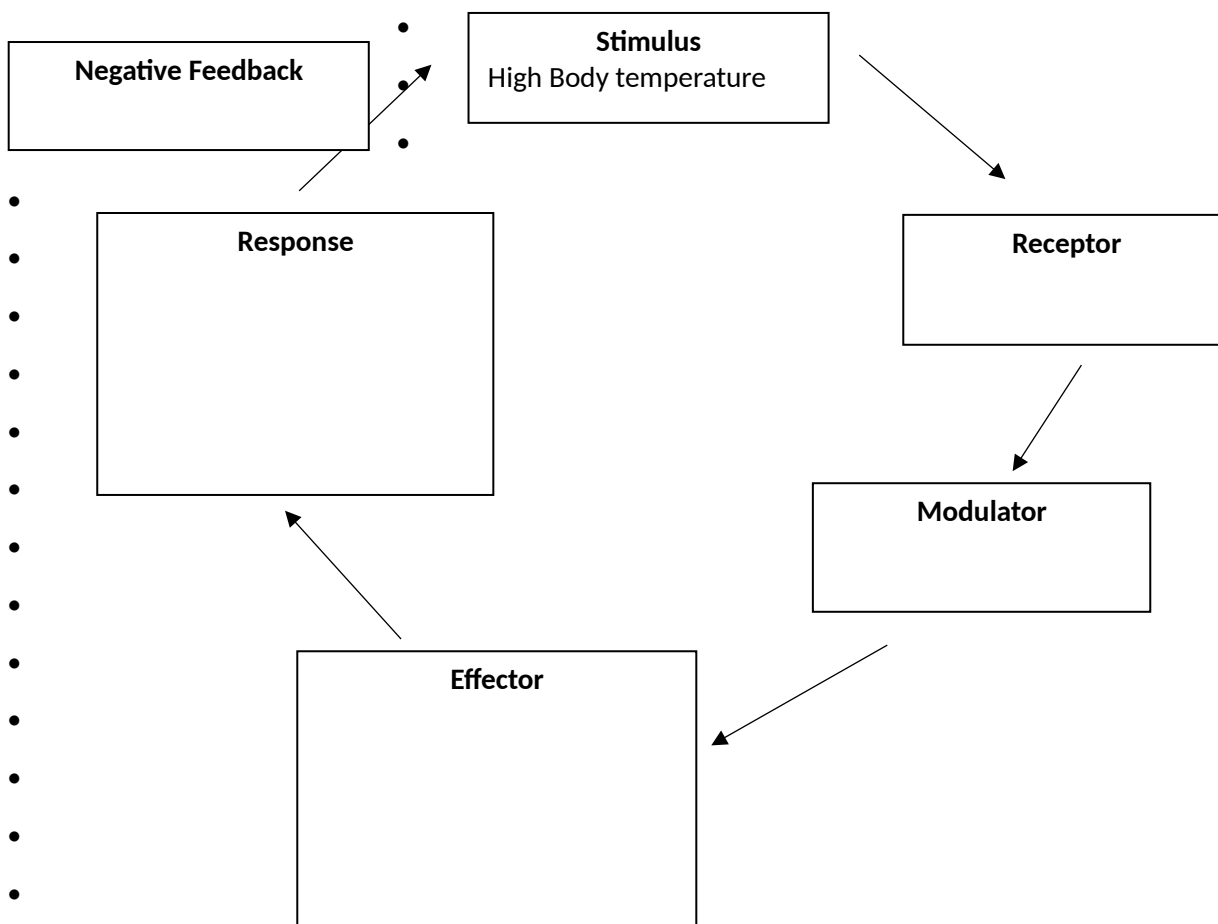 Negative Feedback
Stimulus
High Body temperature
Response
Receptor
Modulator
Effector